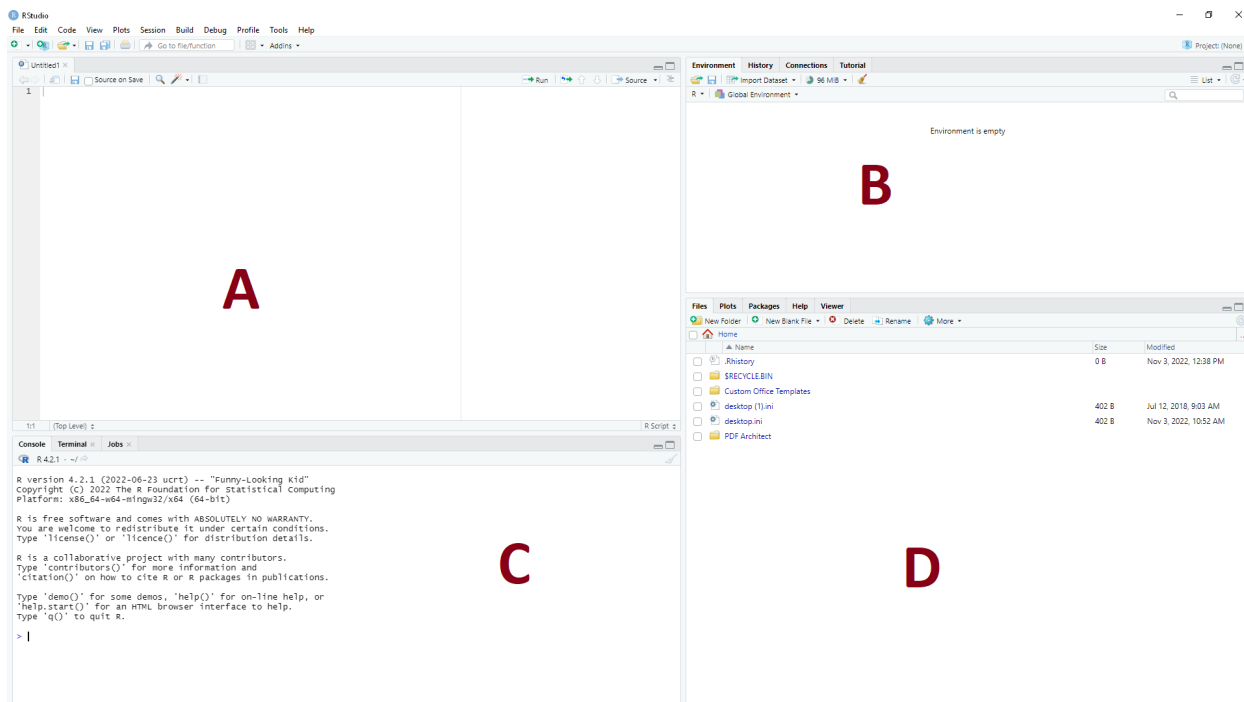 RStudio
File Edit Code View Plots Session Build Debug Profile Tools Help
Go to file/function Addins Project: (None)
Untitled1
Source on Save Run Source
1
A
1:1 (Top Level) R Script
Environment History Connections Tutorial
Import Dataset 96 MiB List
R Global Environment
Environment is empty
B
Console Terminal Jobs
R 4.2.1 · ~/
R version 4.2.1 (2022-06-23 ucrt) -- "Funny-Looking Kid"
Copyright (C) 2022 The R Foundation for Statistical Computing
Platform: x86_64-w64-mingw32/x64 (64-bit)
R is free software and comes with ABSOLUTELY NO WARRANTY.
You are welcome to redistribute it under certain conditions.
Type 'license()' or 'licence()' for distribution details.
R is a collaborative project with many contributors.
Type 'contributors()' for more information and
'citation()' on how to cite R or R packages in publications.
Type 'demo()' for some demos, 'help()' for on-line help, or
'help.start()' for an HTML browser interface to help.
Type 'q()' to quit R.
>
C
Files Plots Packages Help Viewer
New Folder New Blank File Delete Rename More
Home
Name Size Modified
.Rhistory 0 B Nov 3, 2022, 12:38 PM
$RECYCLE.BIN
Custom Office Templates
desktop (1).ini 402 B Jul 12, 2018, 9:03 AM
desktop.ini 402 B Nov 3, 2022, 10:52 AM
PDF Architect
D